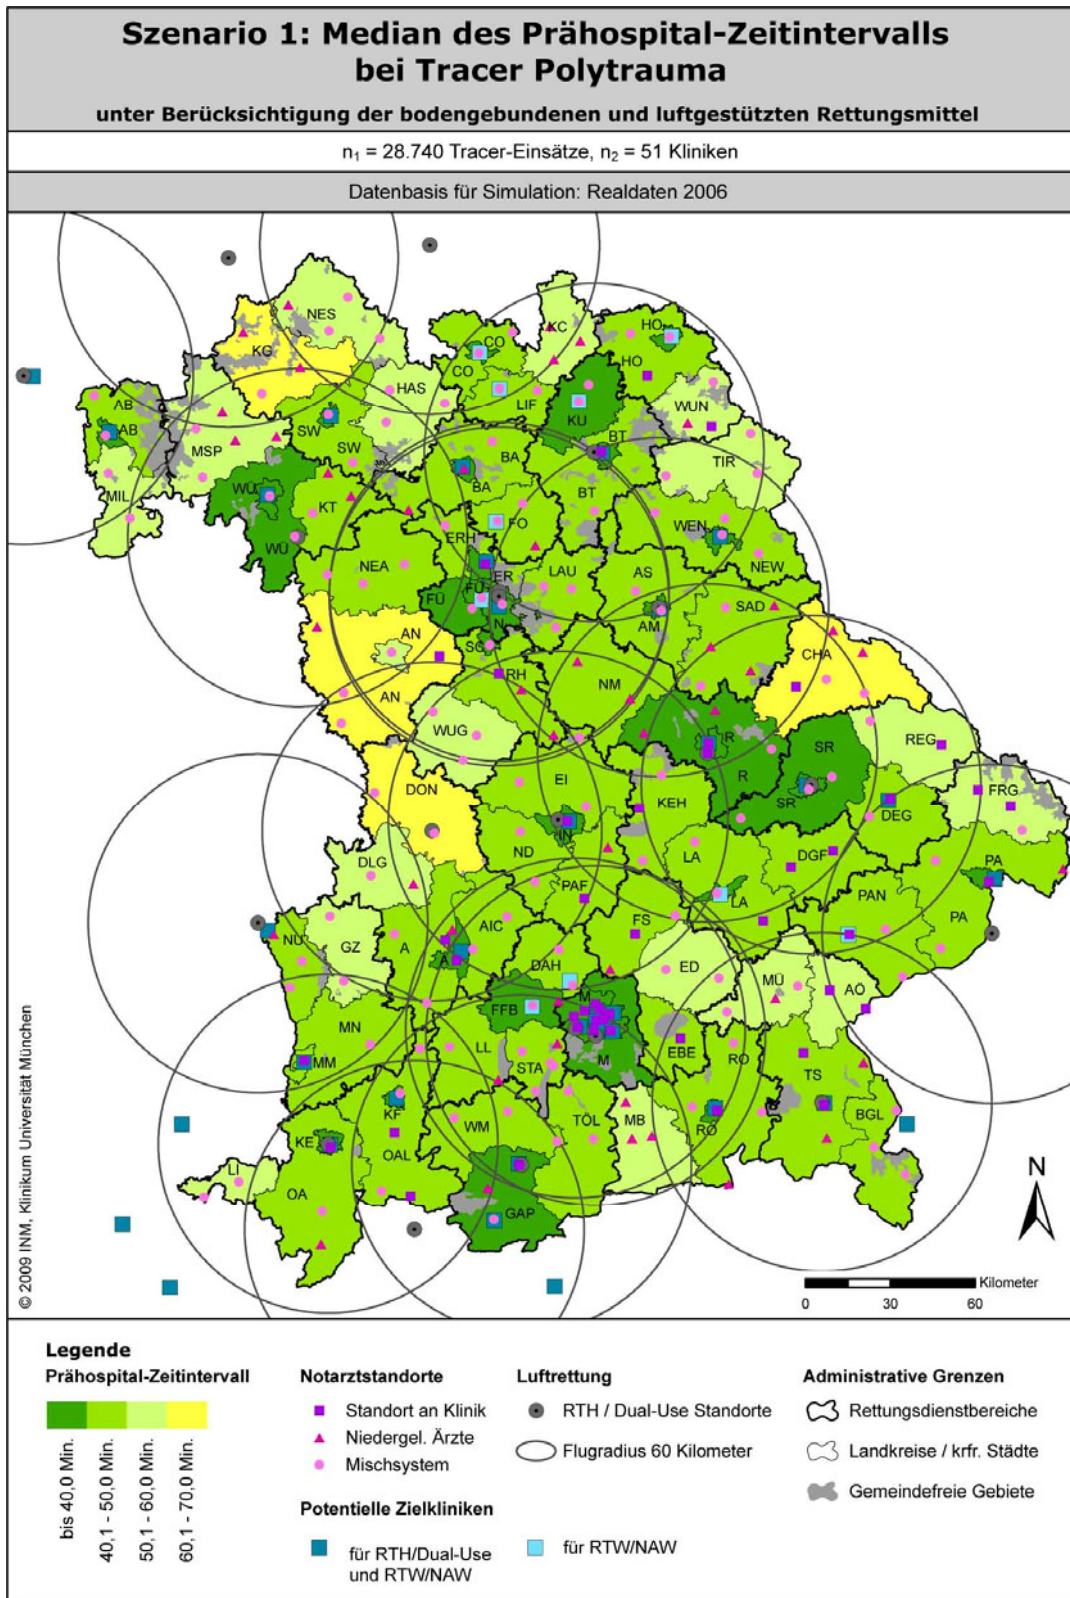 Szenario 1: Median des Prähospital-Zeitintervalls
bei Tracer Polytrauma
unter Berücksichtigung der bodengebundenen und luftgestützten Rettungsmittel
n₁ = 28.740 Tracer-Einsätze, n₂ = 51 Kliniken
Datenbasis für Simulation: Realdaten 2006
NES
KC
HO
KG
CO
HO
CO
HAS
LIF
AB
KU
WUN
AB
SW
BT
MSP
SW
BA
TIR
MIL
WÜ
BA
BT
KT
FO
WEN
WÜ
ERH
NEA
ER
LAU
AS
NEW
FÜ
FÜ
N
AM
SAD
AN
SC
CHA
RH
NM
AN
WUG
R
SR
REG
R
DON
EI
KEH
SR
FRG
DEG
IN
ND
LA
DGF
PA
DLG
PAF
PAN
LA
NU
AIC
FS
PA
GZ
A
A
DAH
ED
MÜ
AÖ
FFB
M
MN
LL
EBE
RO
MM
STA
M
TS
KF
WM
TÖL
MB
RO
BGL
KE
OAL
LI
OA
GAP
N
Kilometer
0 30 60
© 2009 INM, Klinikum Universität München
Legende
Prähospital-Zeitintervall
bis 40,0 Min.
40,1 - 50,0 Min.
50,1 - 60,0 Min.
60,1 - 70,0 Min.
Notarztstandorte
Standort an Klinik
Niedergel. Ärzte
Mischsystem
Potentielle Zielkliniken
für RTH/Dual-Use
und RTW/NAW
für RTW/NAW
Luftrettung
RTH / Dual-Use Standorte
Flugradius 60 Kilometer
Administrative Grenzen
Rettungsdienstbereiche
Landkreise / krfr. Städte
Gemeindefreie Gebiete